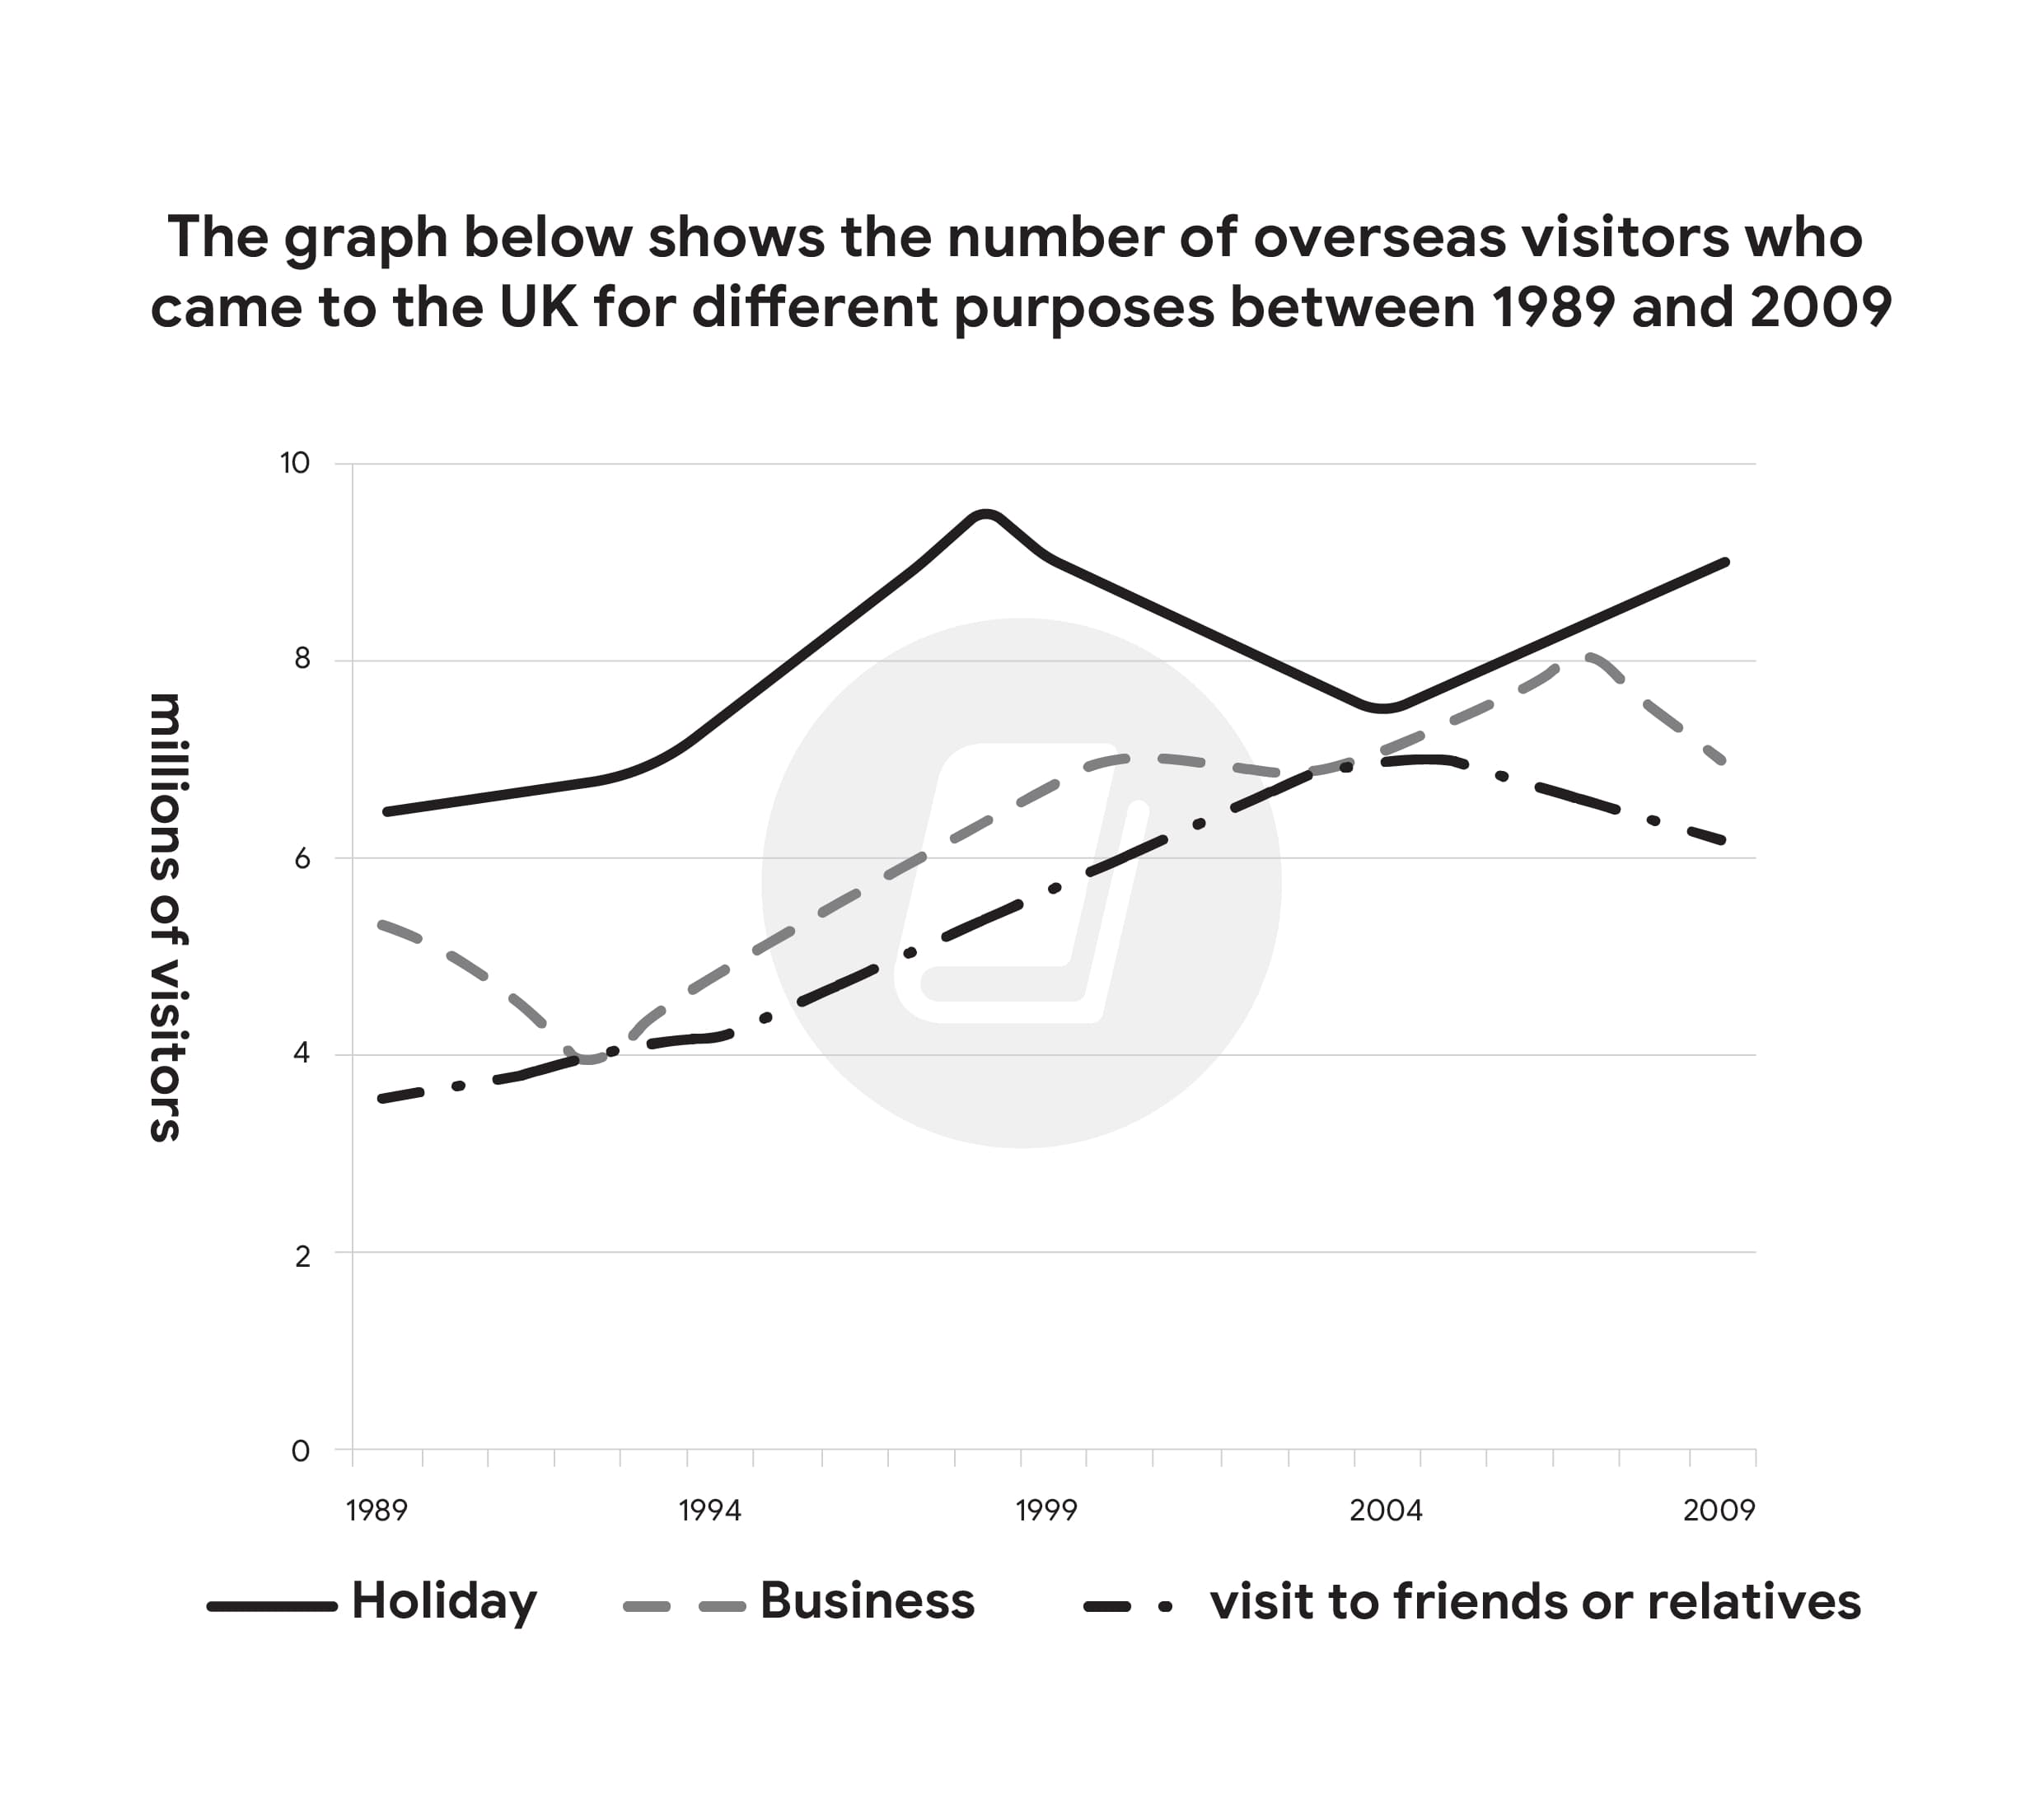 The graph below shows the number of overseas visitors who
came to the UK for different purposes between 1989 and 2009
millions of visitors
10
8
6
4
2
0
1989 1994 1999 2004 2009
Holiday Business visit to friends or relatives